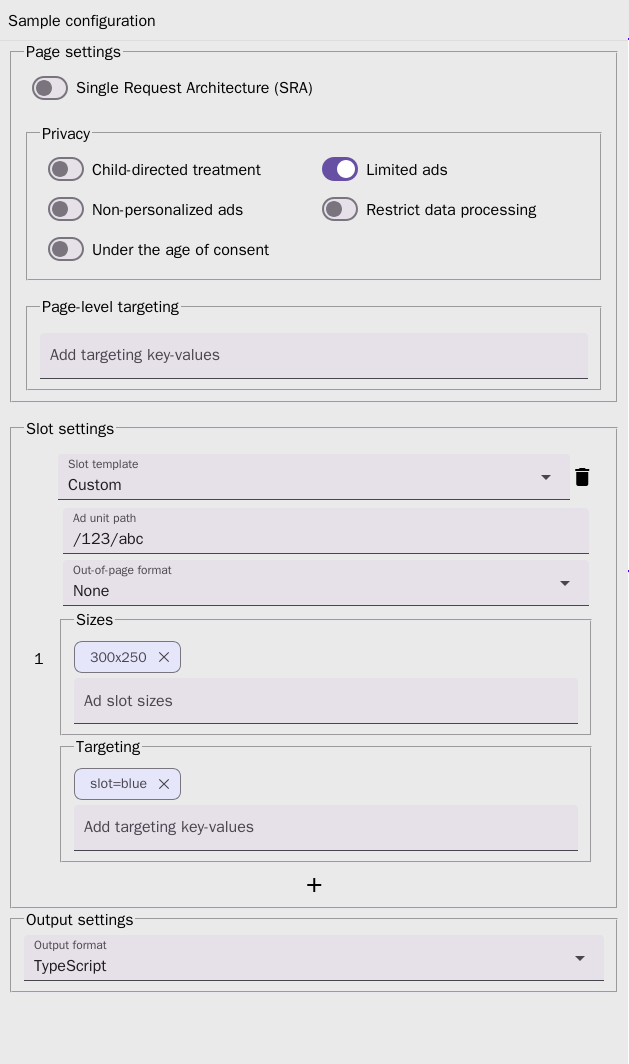 Sample configuration
Page settings
Single Request Architecture (SRA)
Privacy
Child-directed treatment
Limited ads
Non-personalized ads
Restrict data processing
Under the age of consent
Page-level targeting
Add targeting key-values
Slot settings
Slot template
Custom
Ad unit path
/123/abc
Out-of-page format
None
Sizes
1
300x250
Ad slot sizes
Targeting
slot=blue
Add targeting key-values
Output settings
Output format
TypeScript